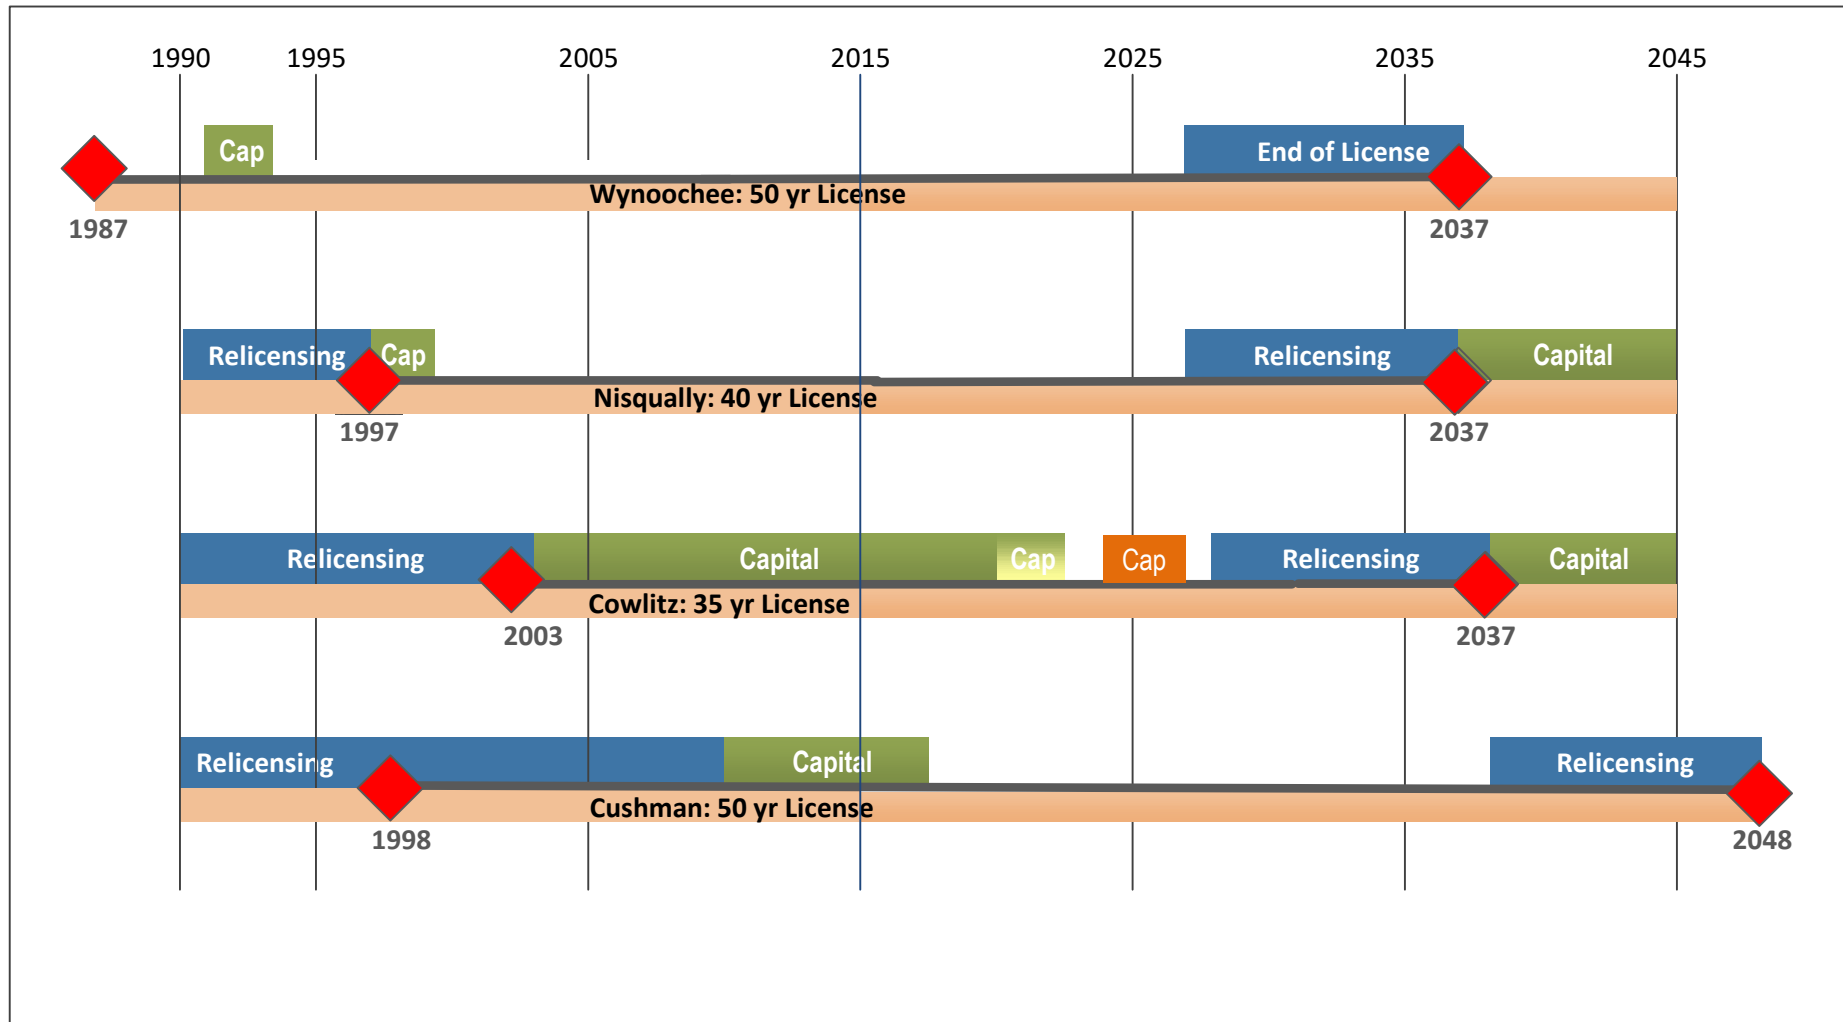 1990 1995 2005 2015 2025 2035 2045
Cap End of License
Wynoochee: 50 yr License
1987 2037
Relicensing Cap Relicensing Capital
Nisqually: 40 yr License
1997 2037
Relicensing Capital Cap Cap Relicensing Capital
Cowlitz: 35 yr License
2003 2037
Relicensing Capital Relicensing
Cushman: 50 yr License
1998 2048